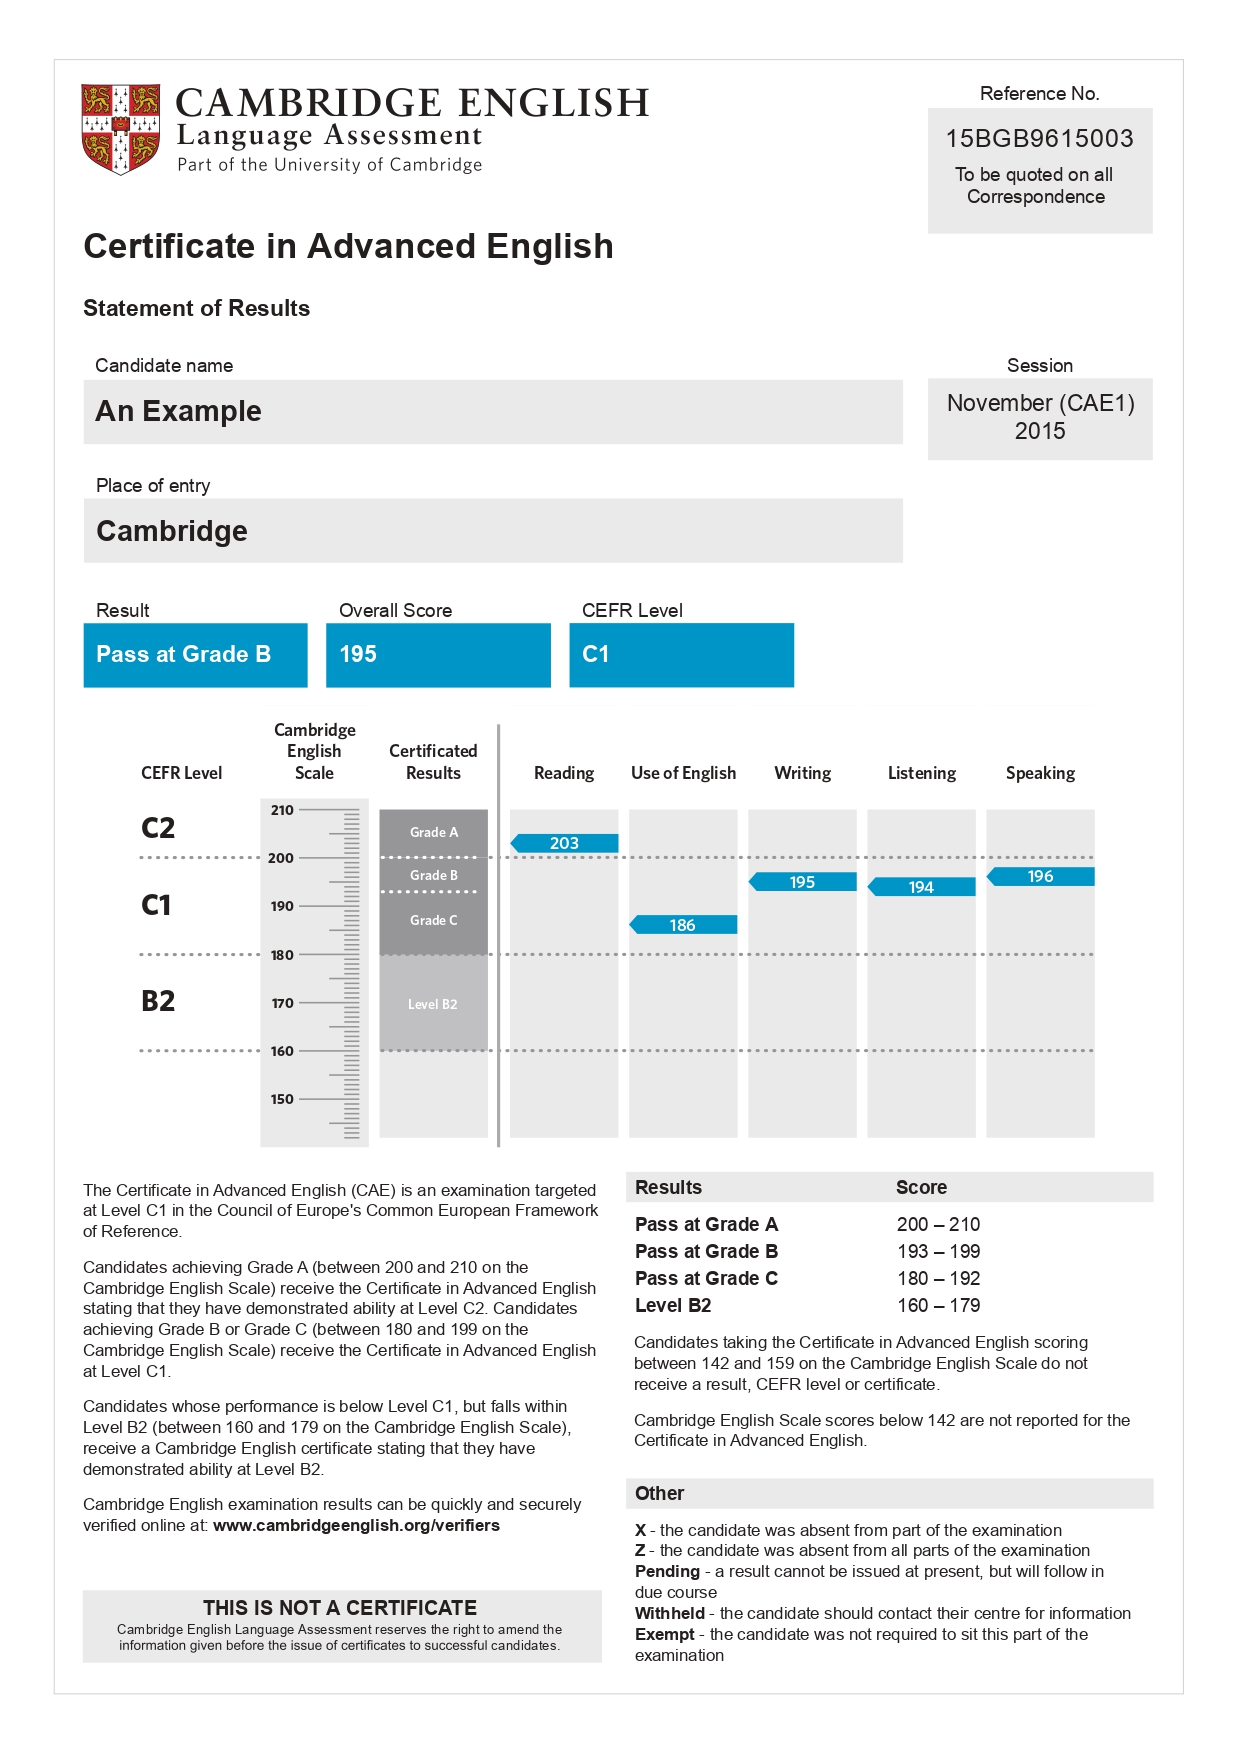 CAMBRIDGE ENGLISH
Language Assessment
Part of the University of Cambridge
Reference No.
15BGB9615003
To be quoted on all
Correspondence
Certificate in Advanced English
Statement of Results
Candidate name
An Example
Session
November (CAE1)
2015
Place of entry
Cambridge
Result
Overall Score
CEFR Level
Pass at Grade B
195
C1
CEFR Level
Cambridge
English
Scale
Certificated
Results
Reading
Use of English
Writing
Listening
Speaking
C2
C1
B2
210
200
190
180
170
160
150
Grade A
Grade B
Grade C
Level B2
203
186
195
194
196
The Certificate in Advanced English (CAE) is an examination targeted
at Level C1 in the Council of Europe's Common European Framework
of Reference.
Candidates achieving Grade A (between 200 and 210 on the
Cambridge English Scale) receive the Certificate in Advanced English
stating that they have demonstrated ability at Level C2. Candidates
achieving Grade B or Grade C (between 180 and 199 on the
Cambridge English Scale) receive the Certificate in Advanced English
at Level C1.
Candidates whose performance is below Level C1, but falls within
Level B2 (between 160 and 179 on the Cambridge English Scale),
receive a Cambridge English certificate stating that they have
demonstrated ability at Level B2.
Cambridge English examination results can be quickly and securely
verified online at: www.cambridgeenglish.org/verifiers
THIS IS NOT A CERTIFICATE
Cambridge English Language Assessment reserves the right to amend the
information given before the issue of certificates to successful candidates.
Results Score
Pass at Grade A 200 – 210
Pass at Grade B 193 – 199
Pass at Grade C 180 – 192
Level B2 160 – 179
Candidates taking the Certificate in Advanced English scoring
between 142 and 159 on the Cambridge English Scale do not
receive a result, CEFR level or certificate.
Cambridge English Scale scores below 142 are not reported for the
Certificate in Advanced English.
Other
X - the candidate was absent from part of the examination
Z - the candidate was absent from all parts of the examination
Pending - a result cannot be issued at present, but will follow in
due course
Withheld - the candidate should contact their centre for information
Exempt - the candidate was not required to sit this part of the
examination